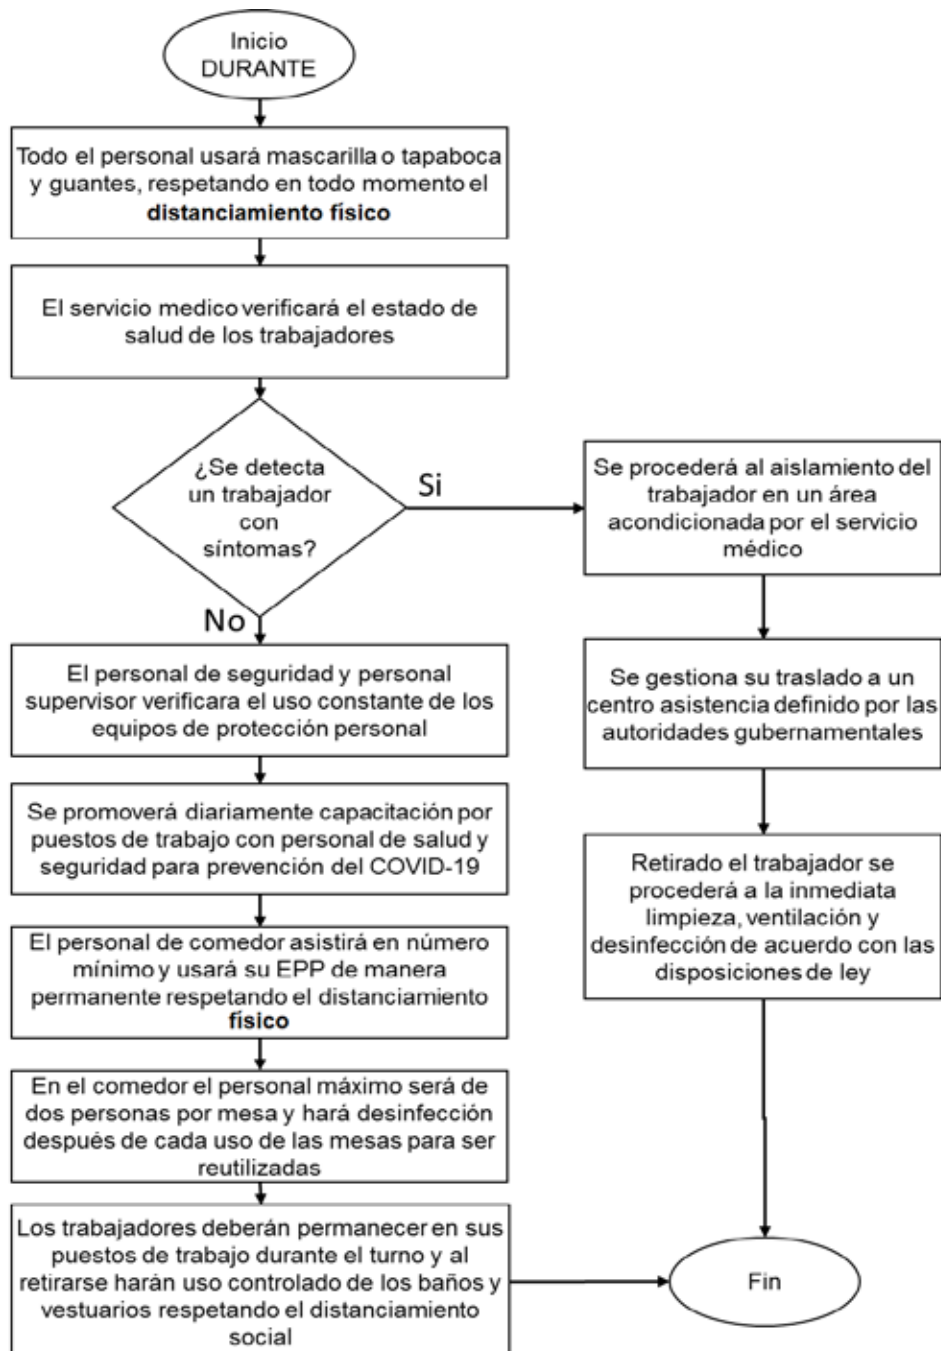 Inicio
DURANTE
Todo el personal usará mascarilla o tapaboca
y guantes, respetando en todo momento el
distanciamiento físico
El servicio medico verificará el estado de
salud de los trabajadores
¿Se detecta
un trabajador
con
síntomas?
Si
No
Se procederá al aislamiento del
trabajador en un área
acondicionada por el servicio
médico
Se gestiona su traslado a un
centro asistencia definido por las
autoridades gubernamentales
Retirado el trabajador se
procederá a la inmediata
limpieza, ventilación y
desinfección de acuerdo con las
disposiciones de ley
El personal de seguridad y personal
supervisor verificara el uso constante de los
equipos de protección personal
Se promoverá diariamente capacitación por
puestos de trabajo con personal de salud y
seguridad para prevención del COVID-19
El personal de comedor asistirá en número
mínimo y usará su EPP de manera
permanente respetando el distanciamiento
físico
En el comedor el personal máximo será de
dos personas por mesa y hará desinfección
después de cada uso de las mesas para ser
reutilizadas
Los trabajadores deberán permanecer en sus
puestos de trabajo durante el turno y al
retirarse harán uso controlado de los baños y
vestuarios respetando el distanciamiento
social
Fin